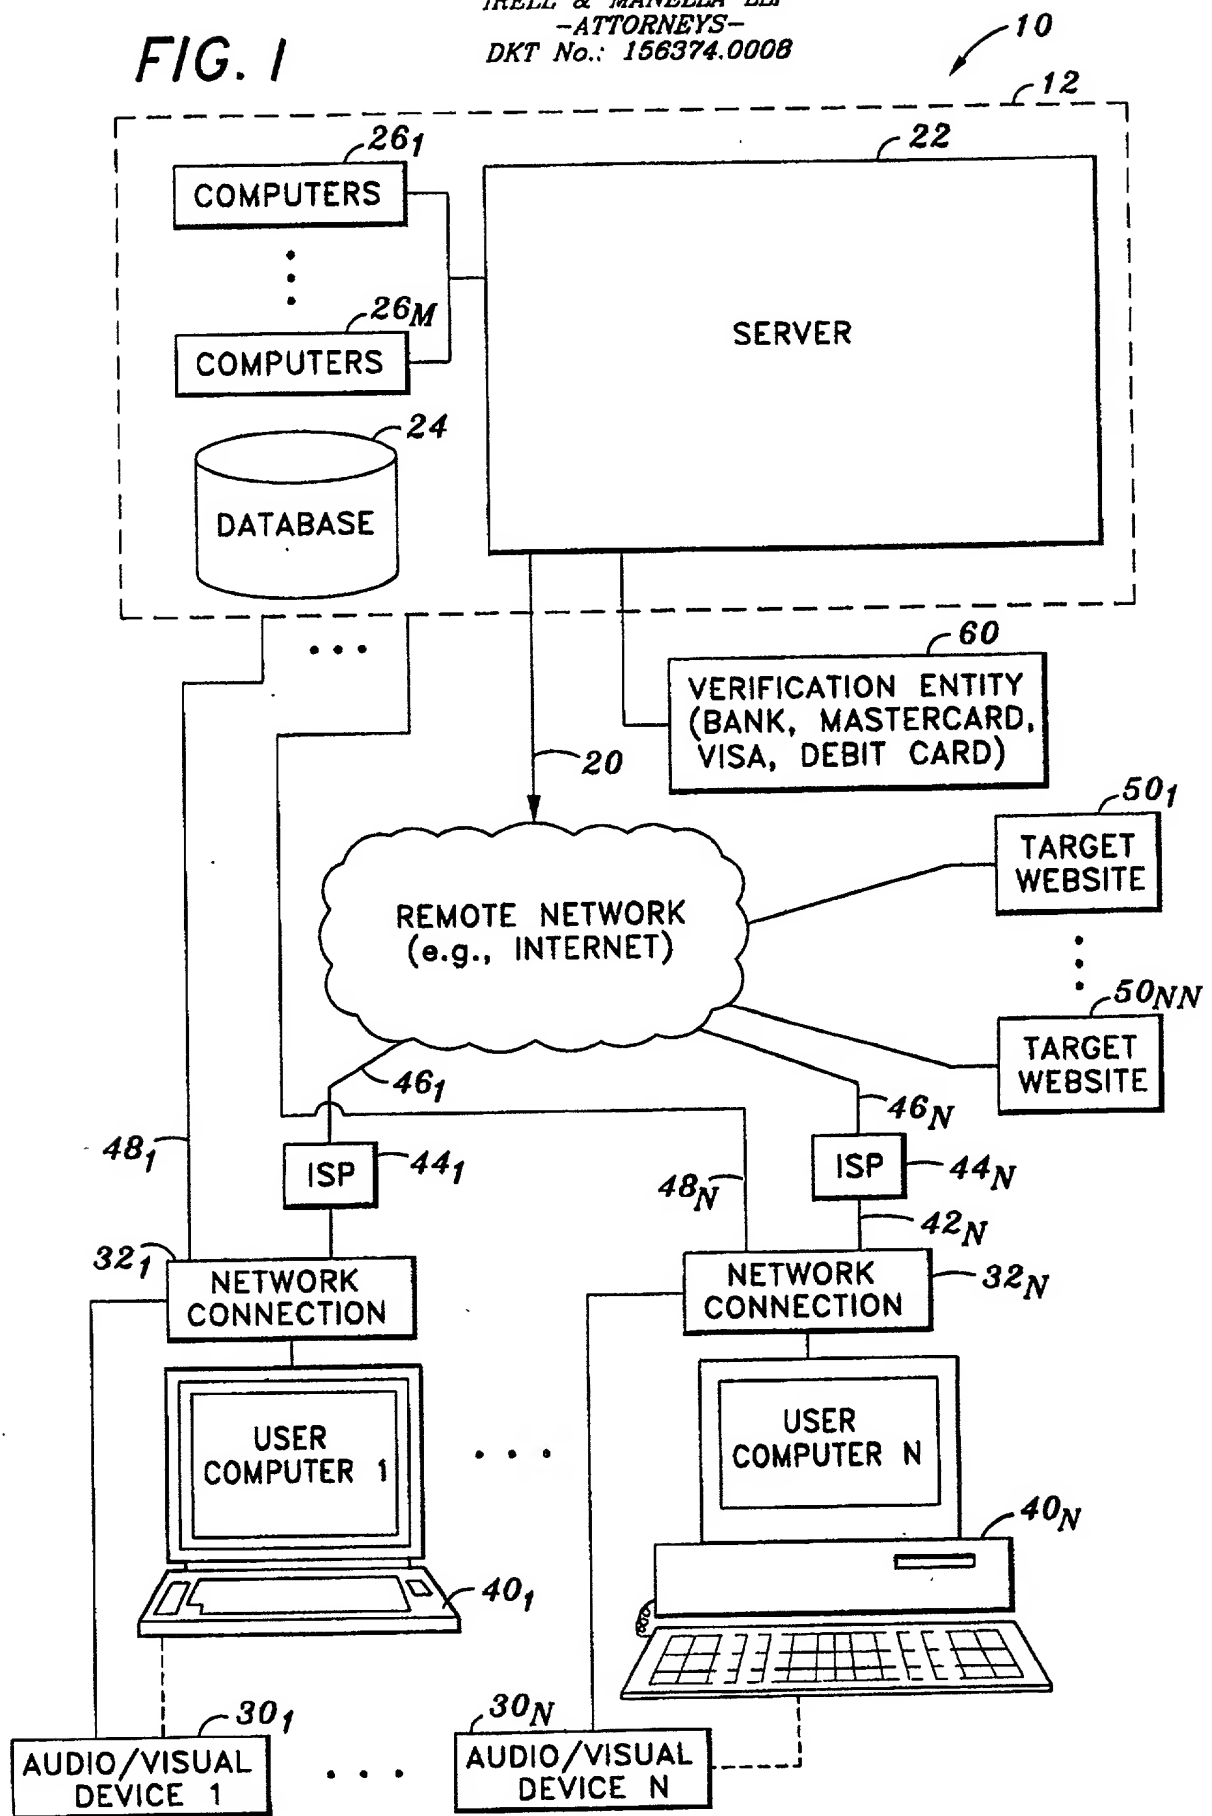 -ATTORNEYS-
DKT No.: 156374.0008
FIG. 1
10
12
26₁
COMPUTERS
22
SERVER
26M
COMPUTERS
24
DATABASE
60
VERIFICATION ENTITY
(BANK, MASTERCARD,
VISA, DEBIT CARD)
20
50₁
TARGET
WEBSITE
REMOTE NETWORK
(e.g., INTERNET)
50NN
TARGET
WEBSITE
46₁
46N
48₁
ISP
44₁
48N
ISP
44N
42N
32₁
NETWORK
CONNECTION
NETWORK
CONNECTION
32N
USER
COMPUTER 1
USER
COMPUTER N
40₁
40N
30₁
AUDIO/VISUAL
DEVICE 1
30N
AUDIO/VISUAL
DEVICE N